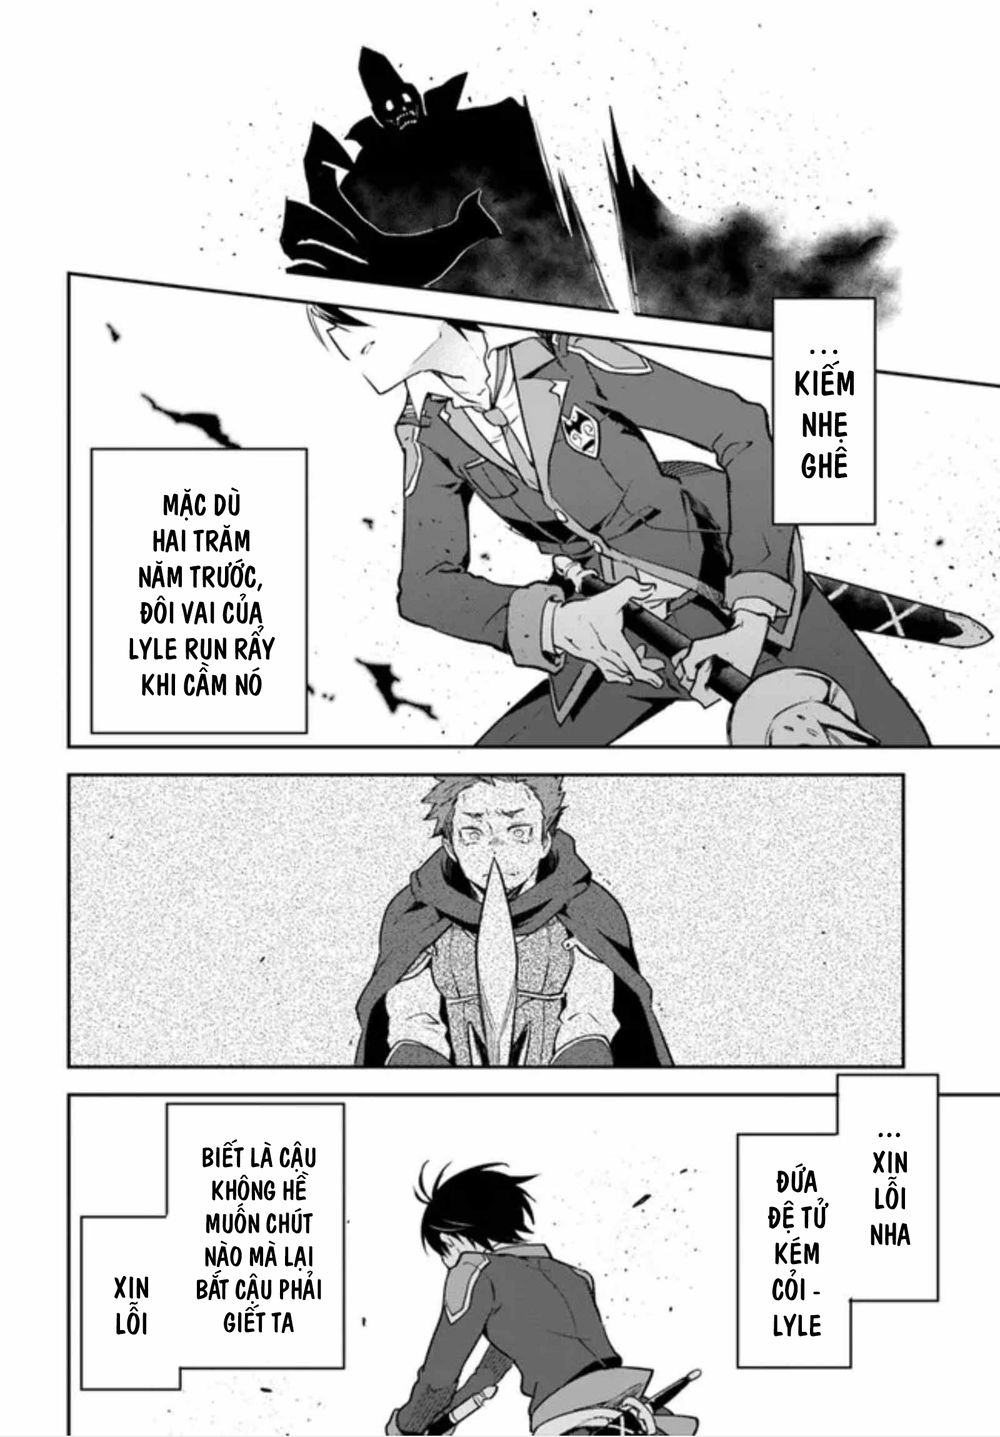 ...
KIẾM
NHẸ
GHÊ
MẶC DÙ
HAI TRĂM
NĂM TRƯỚC,
ĐÔI VAI CỦA
LYLE RUN RẨY
KHI CẦM NÓ
...
XIN
LỖI
NHA
ĐỨA
ĐỆ TỬ
KÉM
CỎI -
LYLE
BIẾT LÀ CẬU
KHÔNG HỀ
MUỐN CHÚT
NÀO MÀ LẠI
BẮT CẬU PHẢI
GIẾT TA
XIN
LỖI